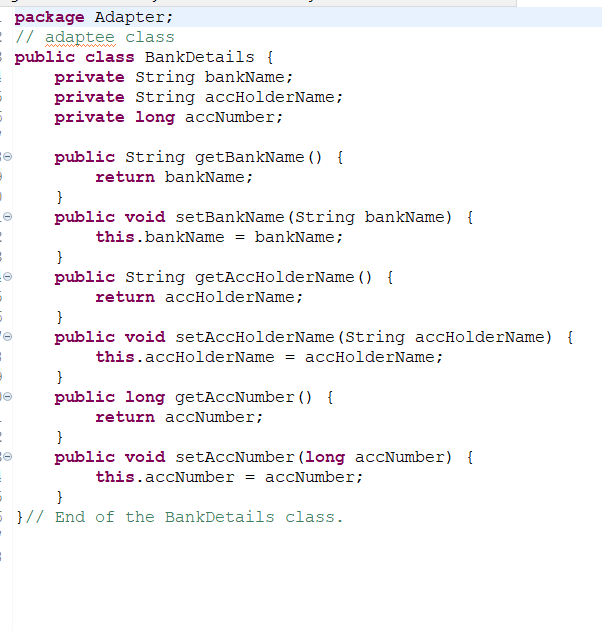 package Adapter;
// adaptee class
public class BankDetails {
    private String bankName;
    private String accHolderName;
    private long accNumber;

    public String getBankName() {
        return bankName;
    }
    public void setBankName(String bankName) {
        this.bankName = bankName;
    }
    public String getAccHolderName() {
        return accHolderName;
    }
    public void setAccHolderName(String accHolderName) {
        this.accHolderName = accHolderName;
    }
    public long getAccNumber() {
        return accNumber;
    }
    public void setAccNumber(long accNumber) {
        this.accNumber = accNumber;
    }
}// End of the BankDetails class.